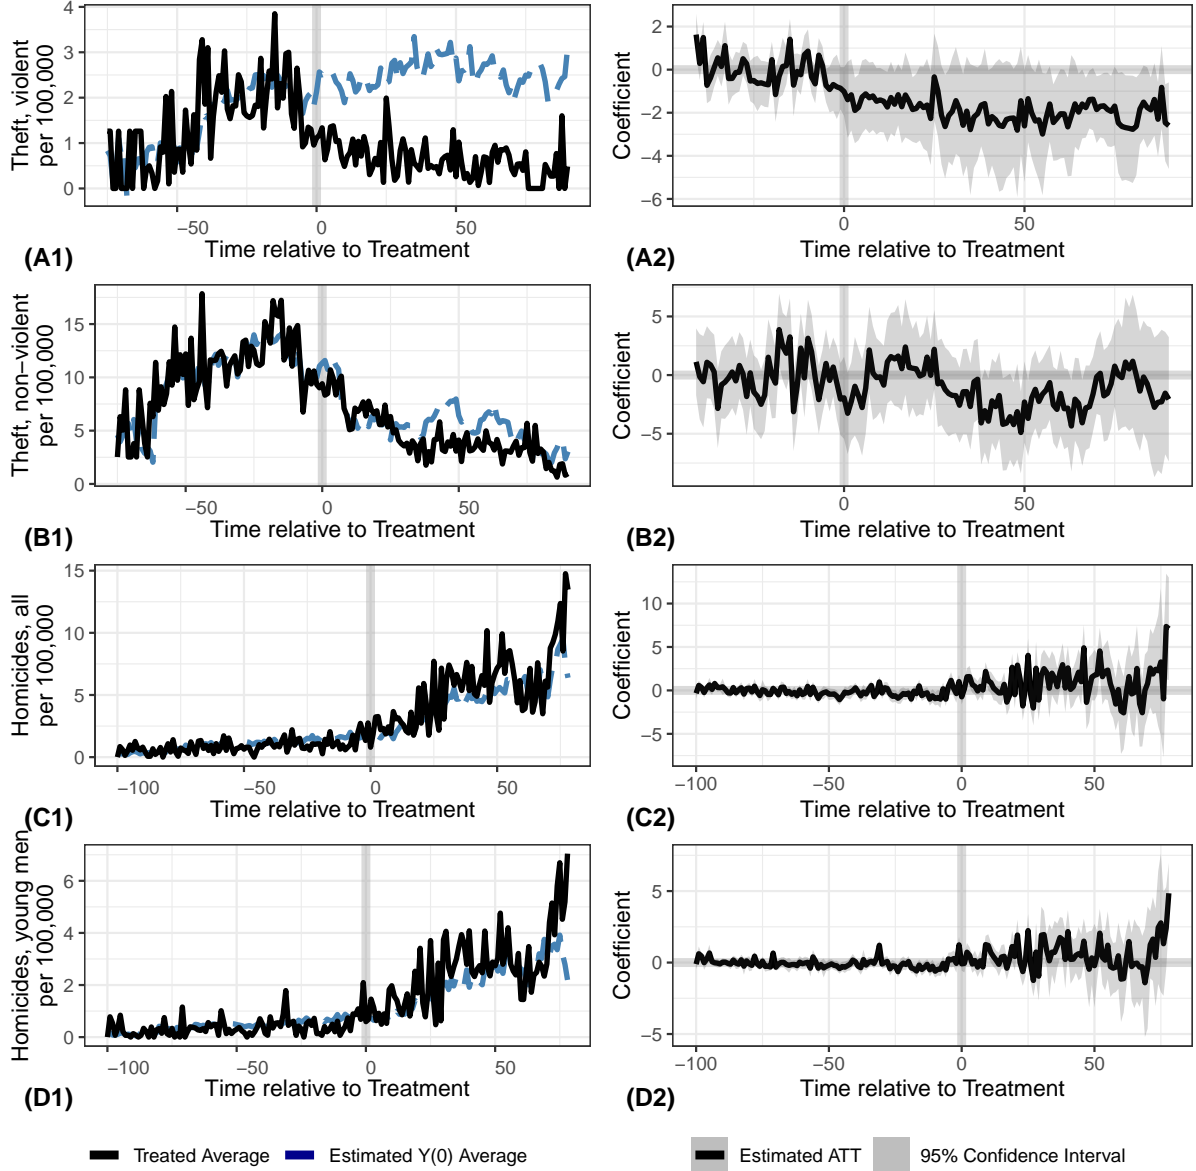 4
3
2
1
0
Theft, violent
per 100,000
−50
0
50
Time relative to Treatment
(A1)
2
0
−2
−4
−6
Coefficient
0
50
Time relative to Treatment
(A2)
15
10
5
0
Theft, non−violent
per 100,000
−50
0
50
Time relative to Treatment
(B1)
5
0
−5
Coefficient
0
50
Time relative to Treatment
(B2)
15
10
5
0
Homicides, all
per 100,000
−100
−50
0
50
Time relative to Treatment
(C1)
10
5
0
−5
Coefficient
−100
−50
0
50
Time relative to Treatment
(C2)
6
4
2
0
Homicides, young men
per 100,000
−100
−50
0
50
Time relative to Treatment
(D1)
5
0
−5
Coefficient
−100
−50
0
50
Time relative to Treatment
(D2)
Treated Average
Estimated Y(0) Average
Estimated ATT
95% Confidence Interval